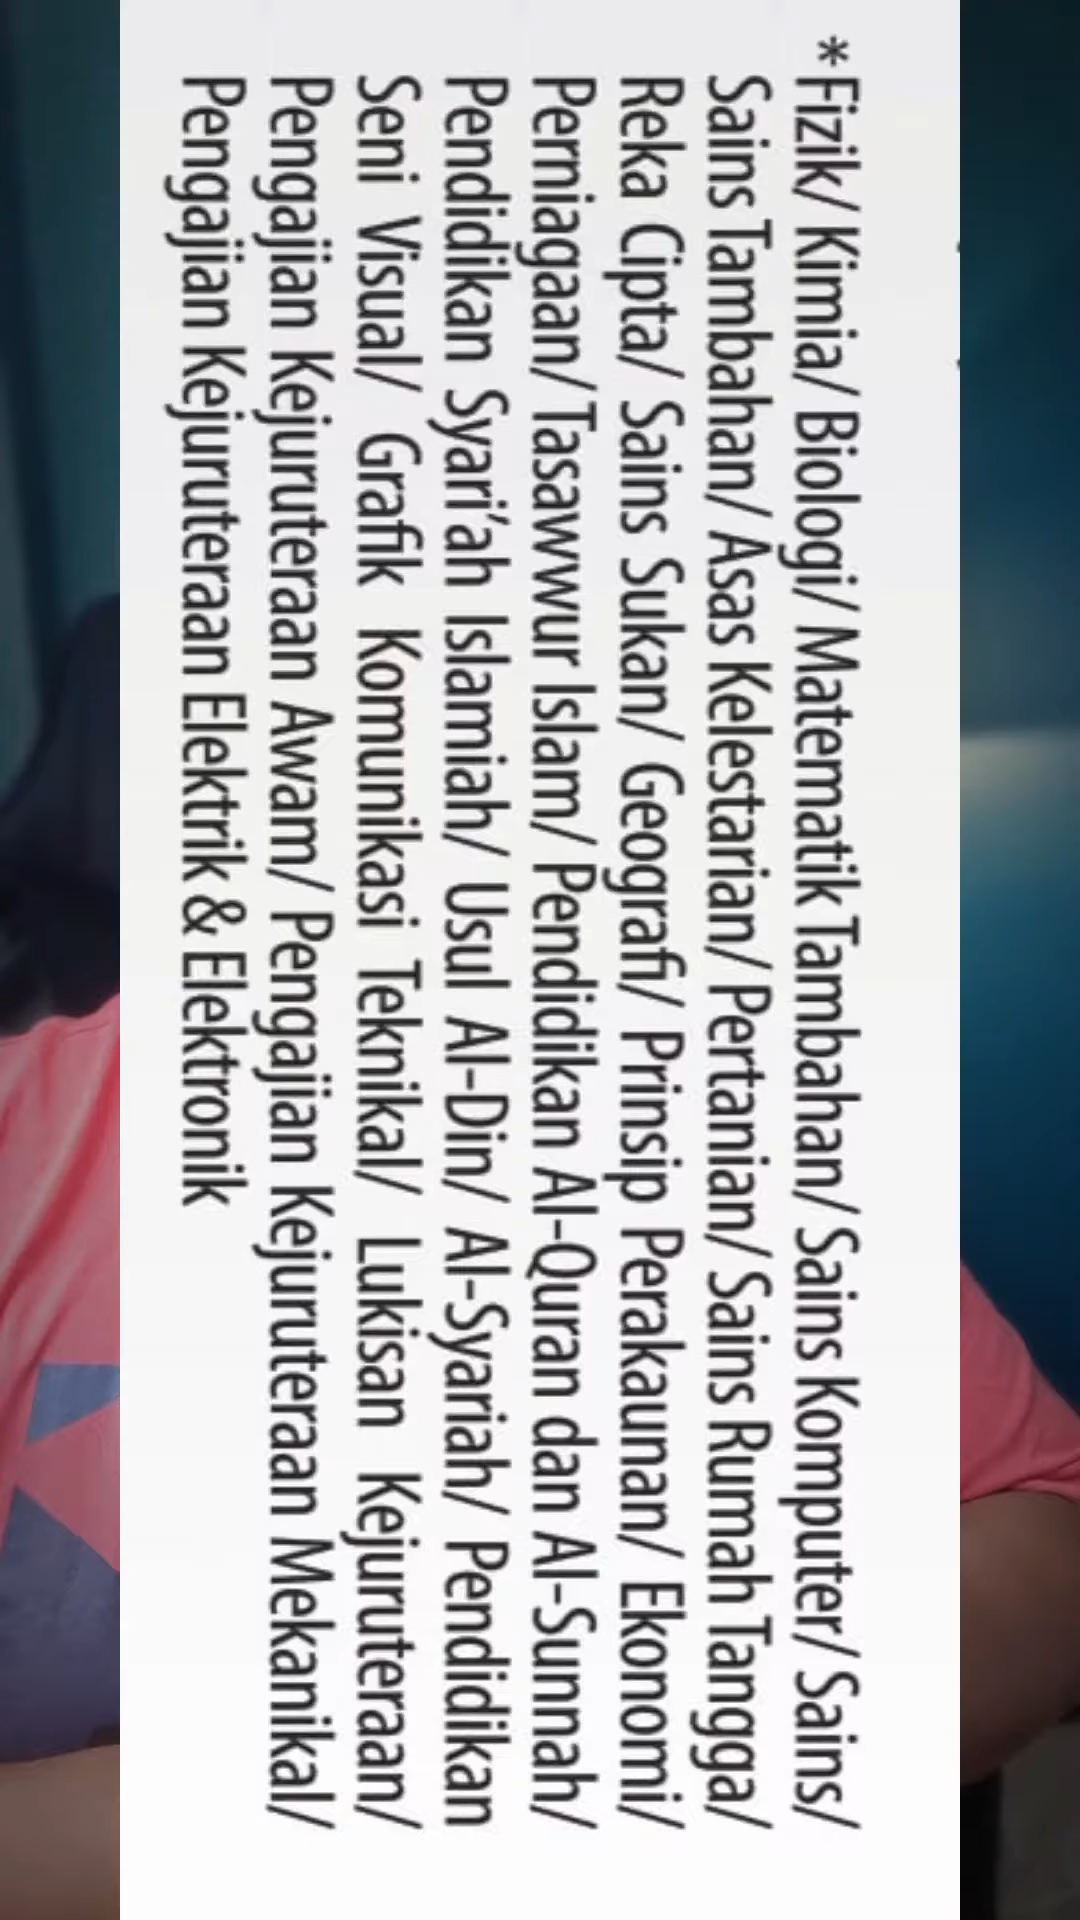 *Fizik/ Kimia/ Biologi/ Matematik Tambahan/ Sains Komputer/ Sains/
Sains Tambahan/ Asas Kelestarian/ Pertanian/ Sains Rumah Tangga/
Reka Cipta/ Sains Sukan/ Geografi/ Prinsip Perakaunan/ Ekonomi/
Perniagaan/ Tasawwur Islam/ Pendidikan Al-Quran dan Al-Sunnah/
Pendidikan Syari'ah Islamiah/ Usul Al-Din/ Al-Syariah/ Pendidikan
Seni Visual/ Grafik Komunikasi Teknikal/ Lukisan Kejuruteraan/
Pengajian Kejuruteraan Awam/ Pengajian Kejuruteraan Mekanikal/
Pengajian Kejuruteraan Elektrik & Elektronik